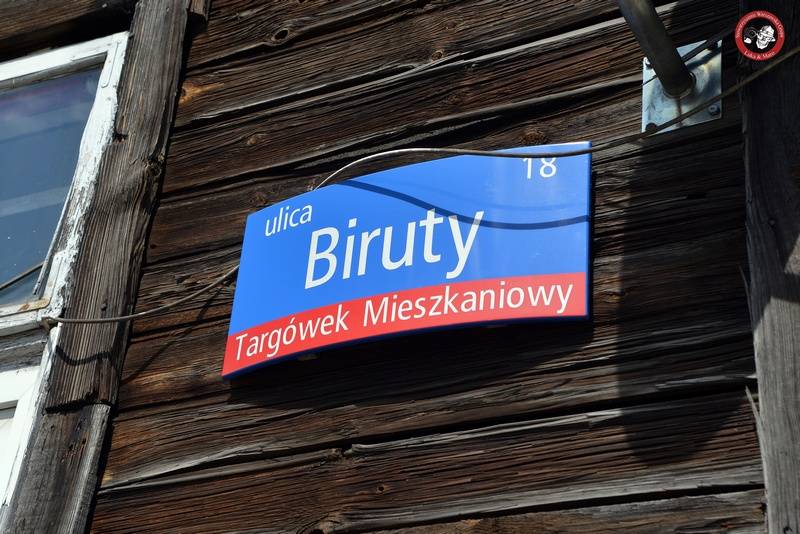 18
ulica
Biruty
Targówek Mieszkaniowy